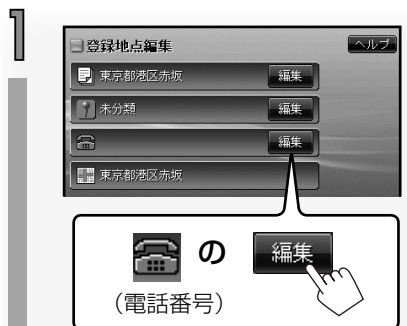 1
登録地点編集 ヘルプ
東京都港区赤坂 編集
未分類 編集
編集
東京都港区赤坂
の 編集
（電話番号）